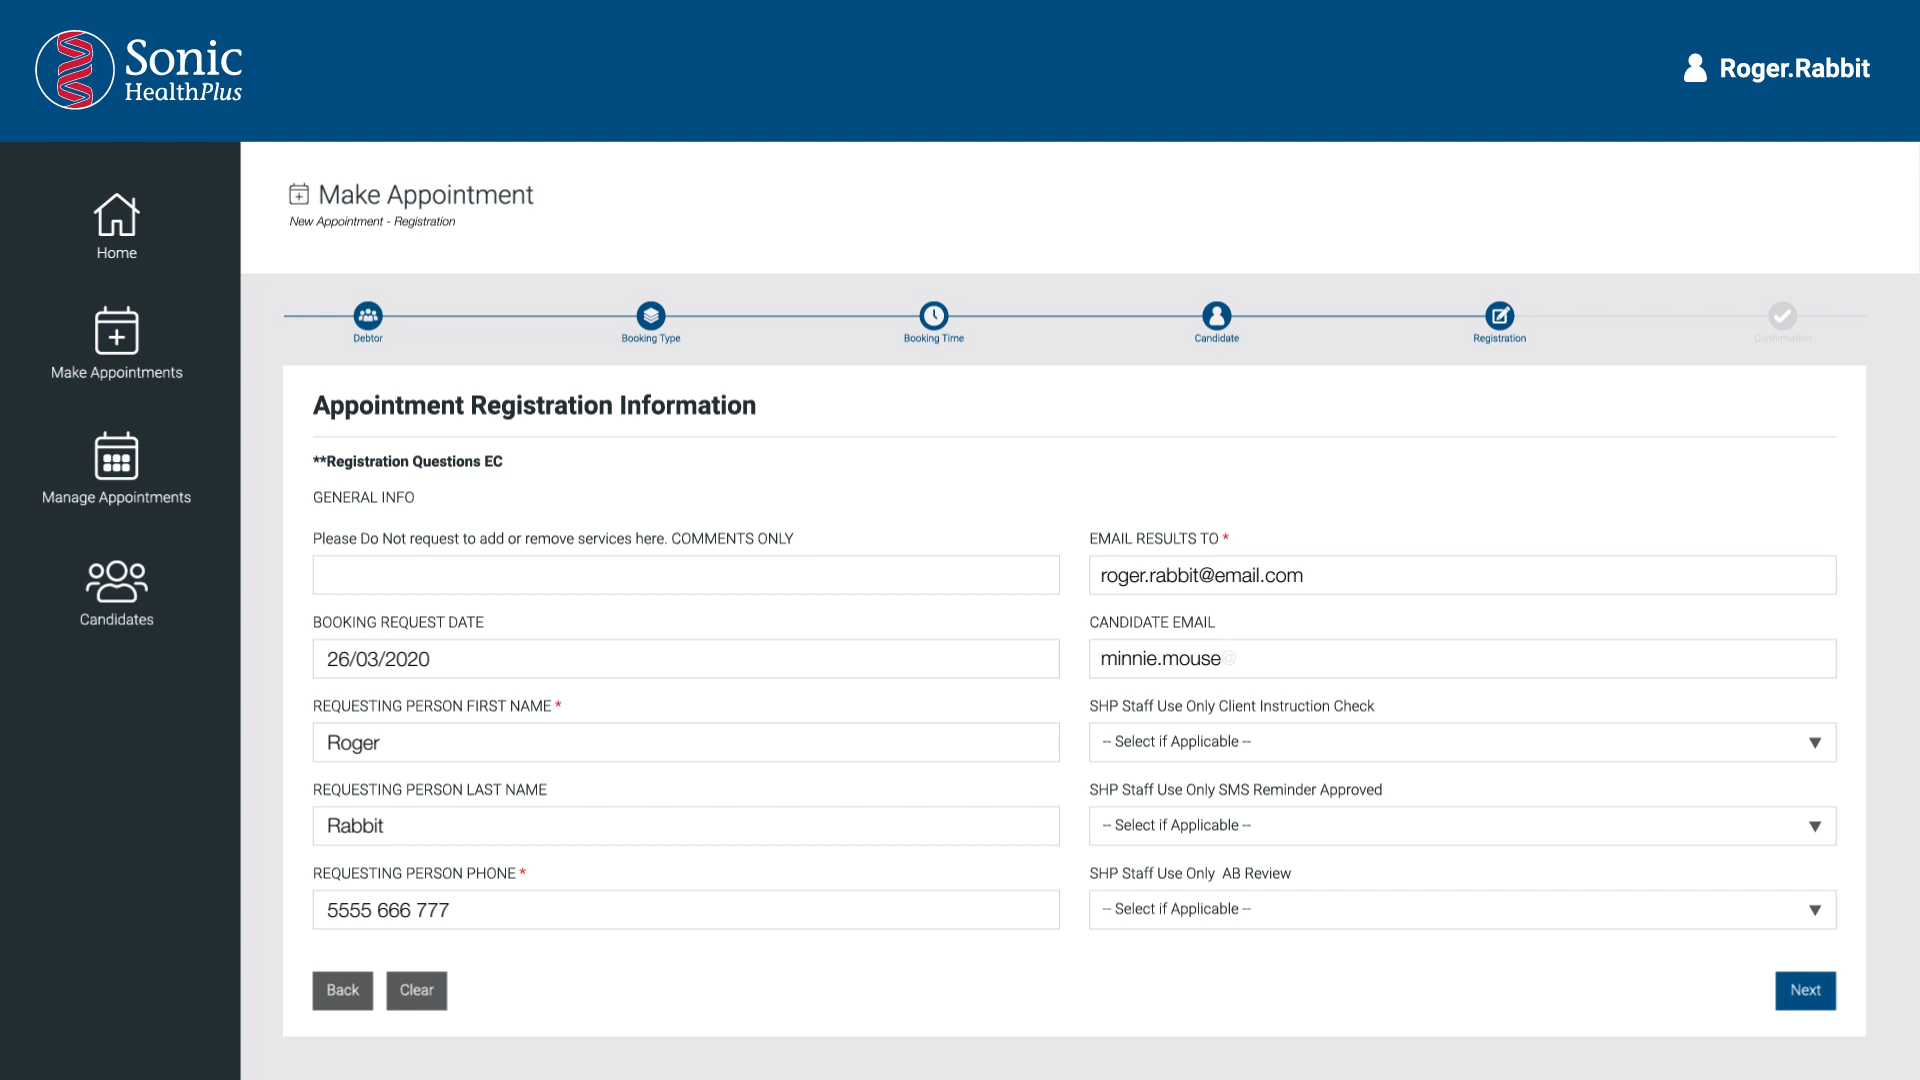 Sonic
HealthPlus
Roger.Rabbit
Home
Make Appointments
Manage Appointments
Candidates
Make Appointment
New Appointment - Registration
Debtor
Booking Type
Booking Time
Candidate
Registration
Confirmation
Appointment Registration Information
**Registration Questions EC
GENERAL INFO
Please Do Not request to add or remove services here. COMMENTS ONLY
EMAIL RESULTS TO *
roger.rabbit@email.com
BOOKING REQUEST DATE
26/03/2020
CANDIDATE EMAIL
minnie.mouse@
REQUESTING PERSON FIRST NAME *
Roger
SHP Staff Use Only Client Instruction Check
-- Select if Applicable --
REQUESTING PERSON LAST NAME
Rabbit
SHP Staff Use Only SMS Reminder Approved
-- Select if Applicable --
REQUESTING PERSON PHONE *
5555 666 777
SHP Staff Use Only  AB Review
-- Select if Applicable --
Back
Clear
Next